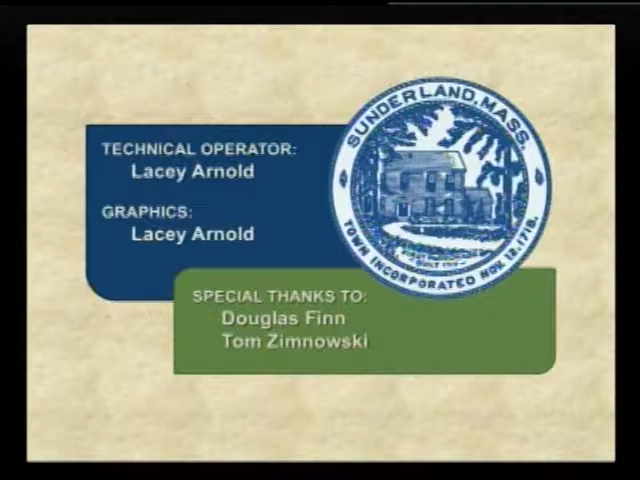 TECHNICAL OPERATOR:
Lacey Arnold
GRAPHICS:
Lacey Arnold
SPECIAL THANKS TO:
Douglas Finn
Tom Zimnowski
SUNDERLAND, MASS.
TOWN INCORPORATED NOV. 12, 1718.